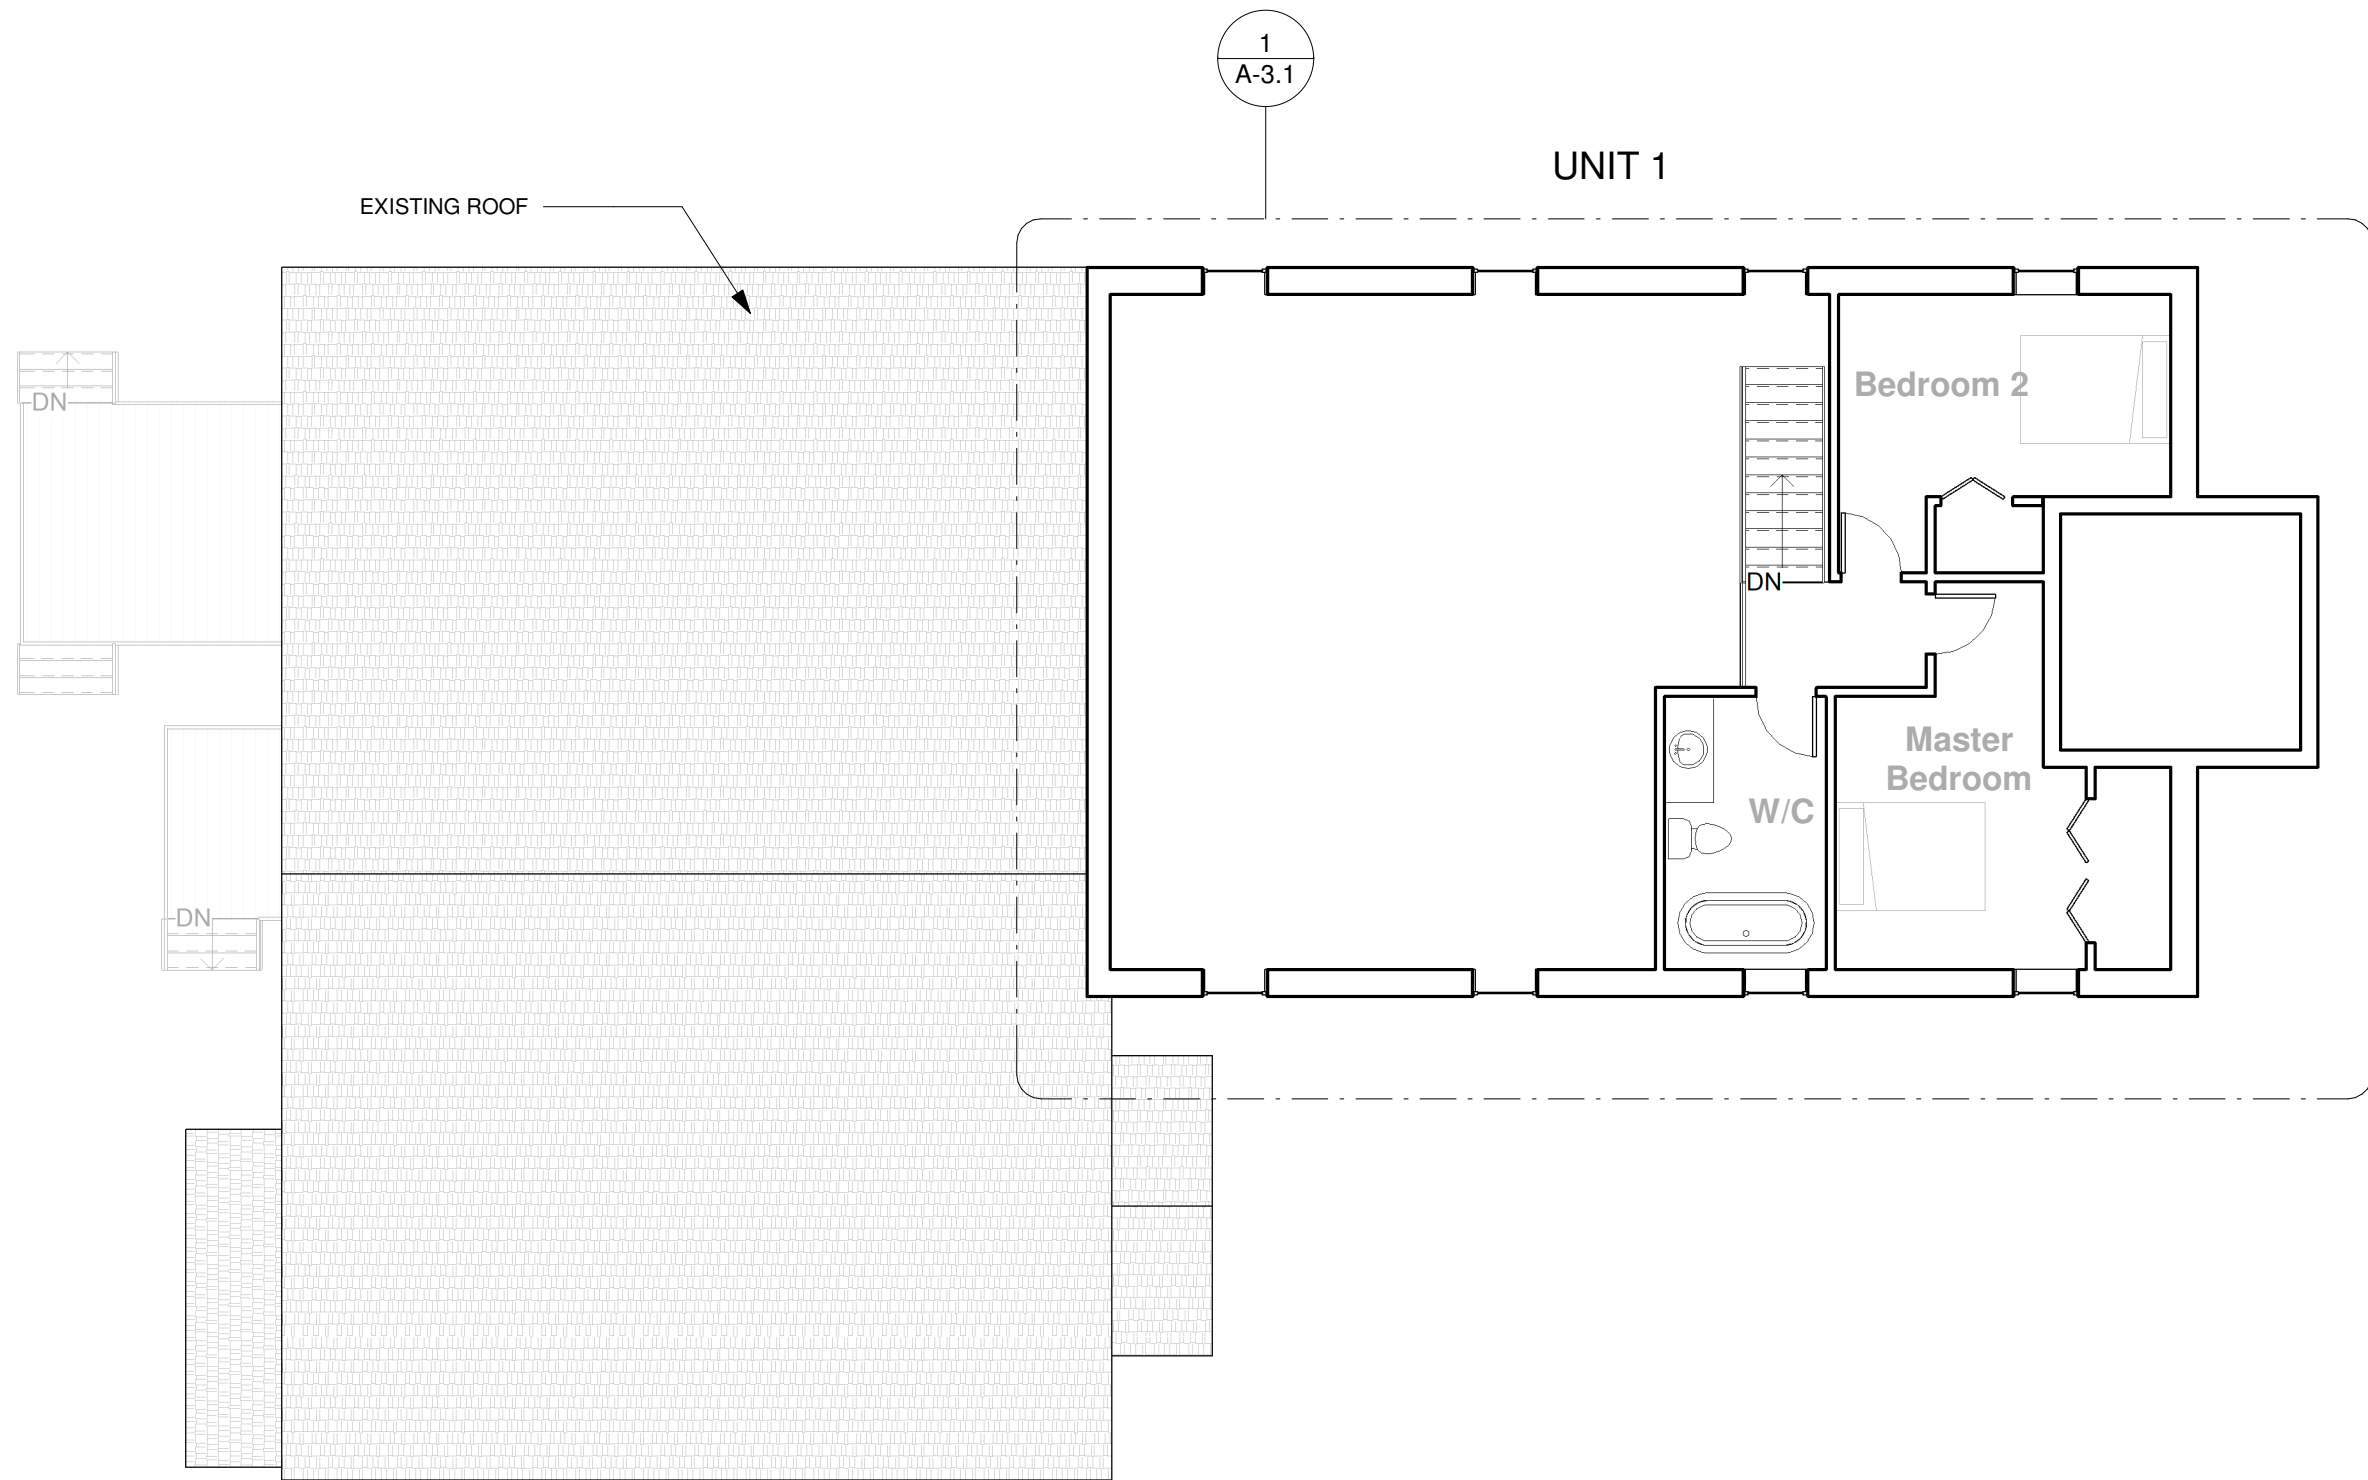 1
A-3.1
UNIT 1
EXISTING ROOF
Bedroom 2
DN
DN
Master
Bedroom
W/C
DN